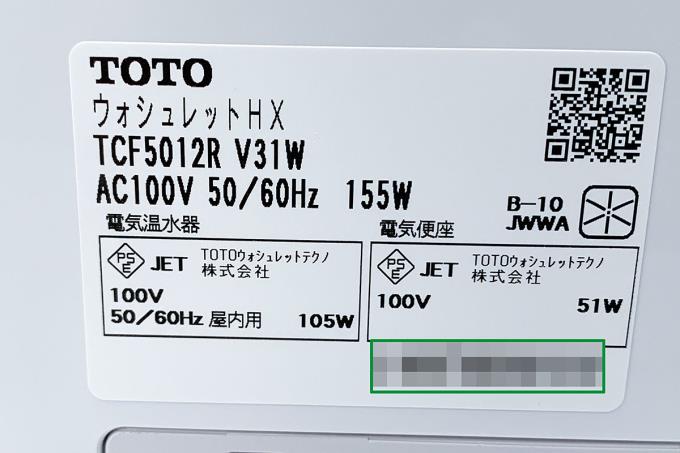 TOTO
ウォシュレットHX
TCF5012R V31W
AC100V 50/60Hz 155W
B-10
JWWA
電気温水器
PSE JET TOTOウォシュレットテクノ
株式会社
100V
50/60Hz 屋内用 105W
電気便座
PSE JET TOTOウォシュレットテクノ
株式会社
100V 51W